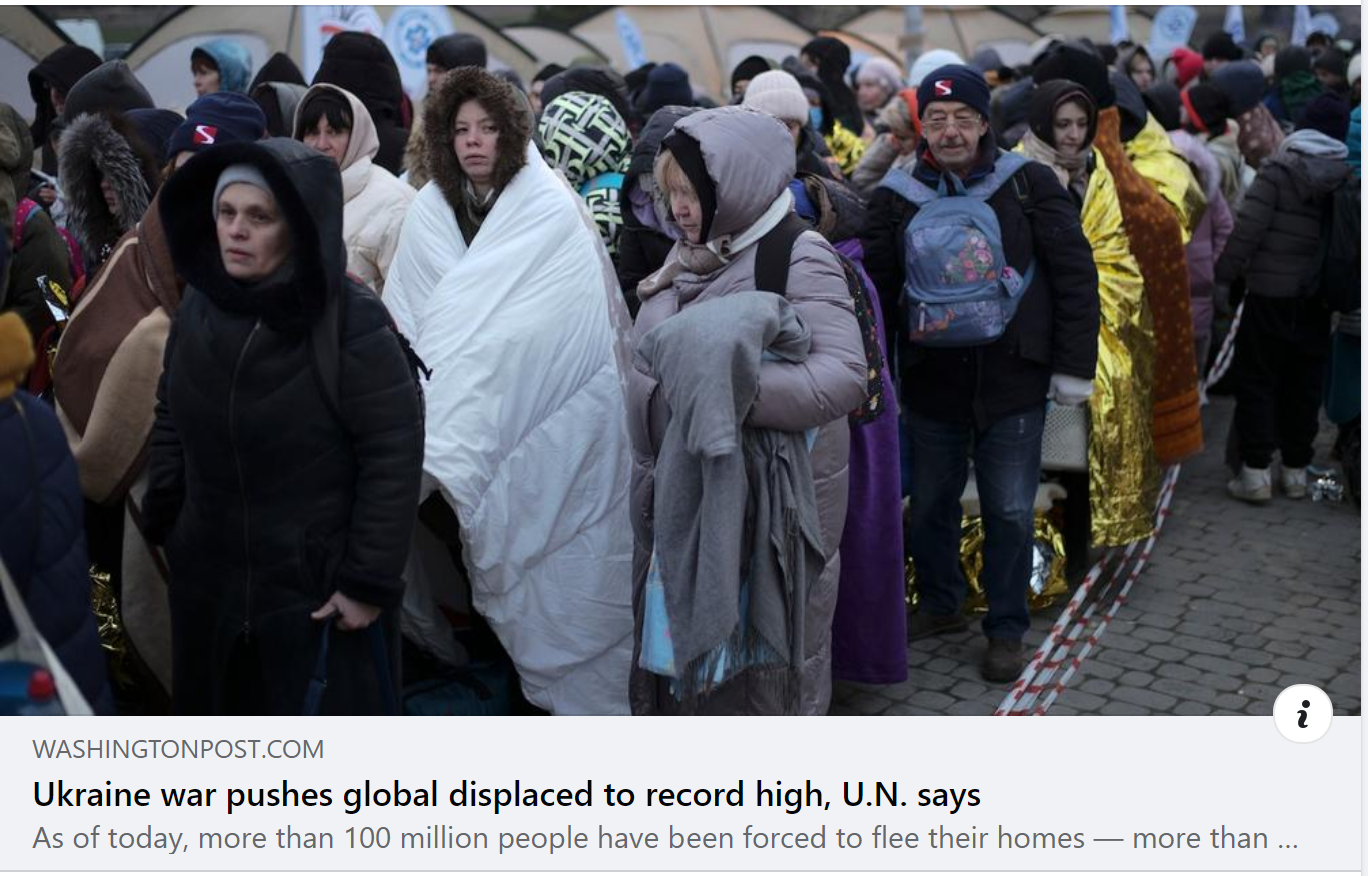 WASHINGTONPOST.COM
Ukraine war pushes global displaced to record high, U.N. says
As of today, more than 100 million people have been forced to flee their homes — more than ...